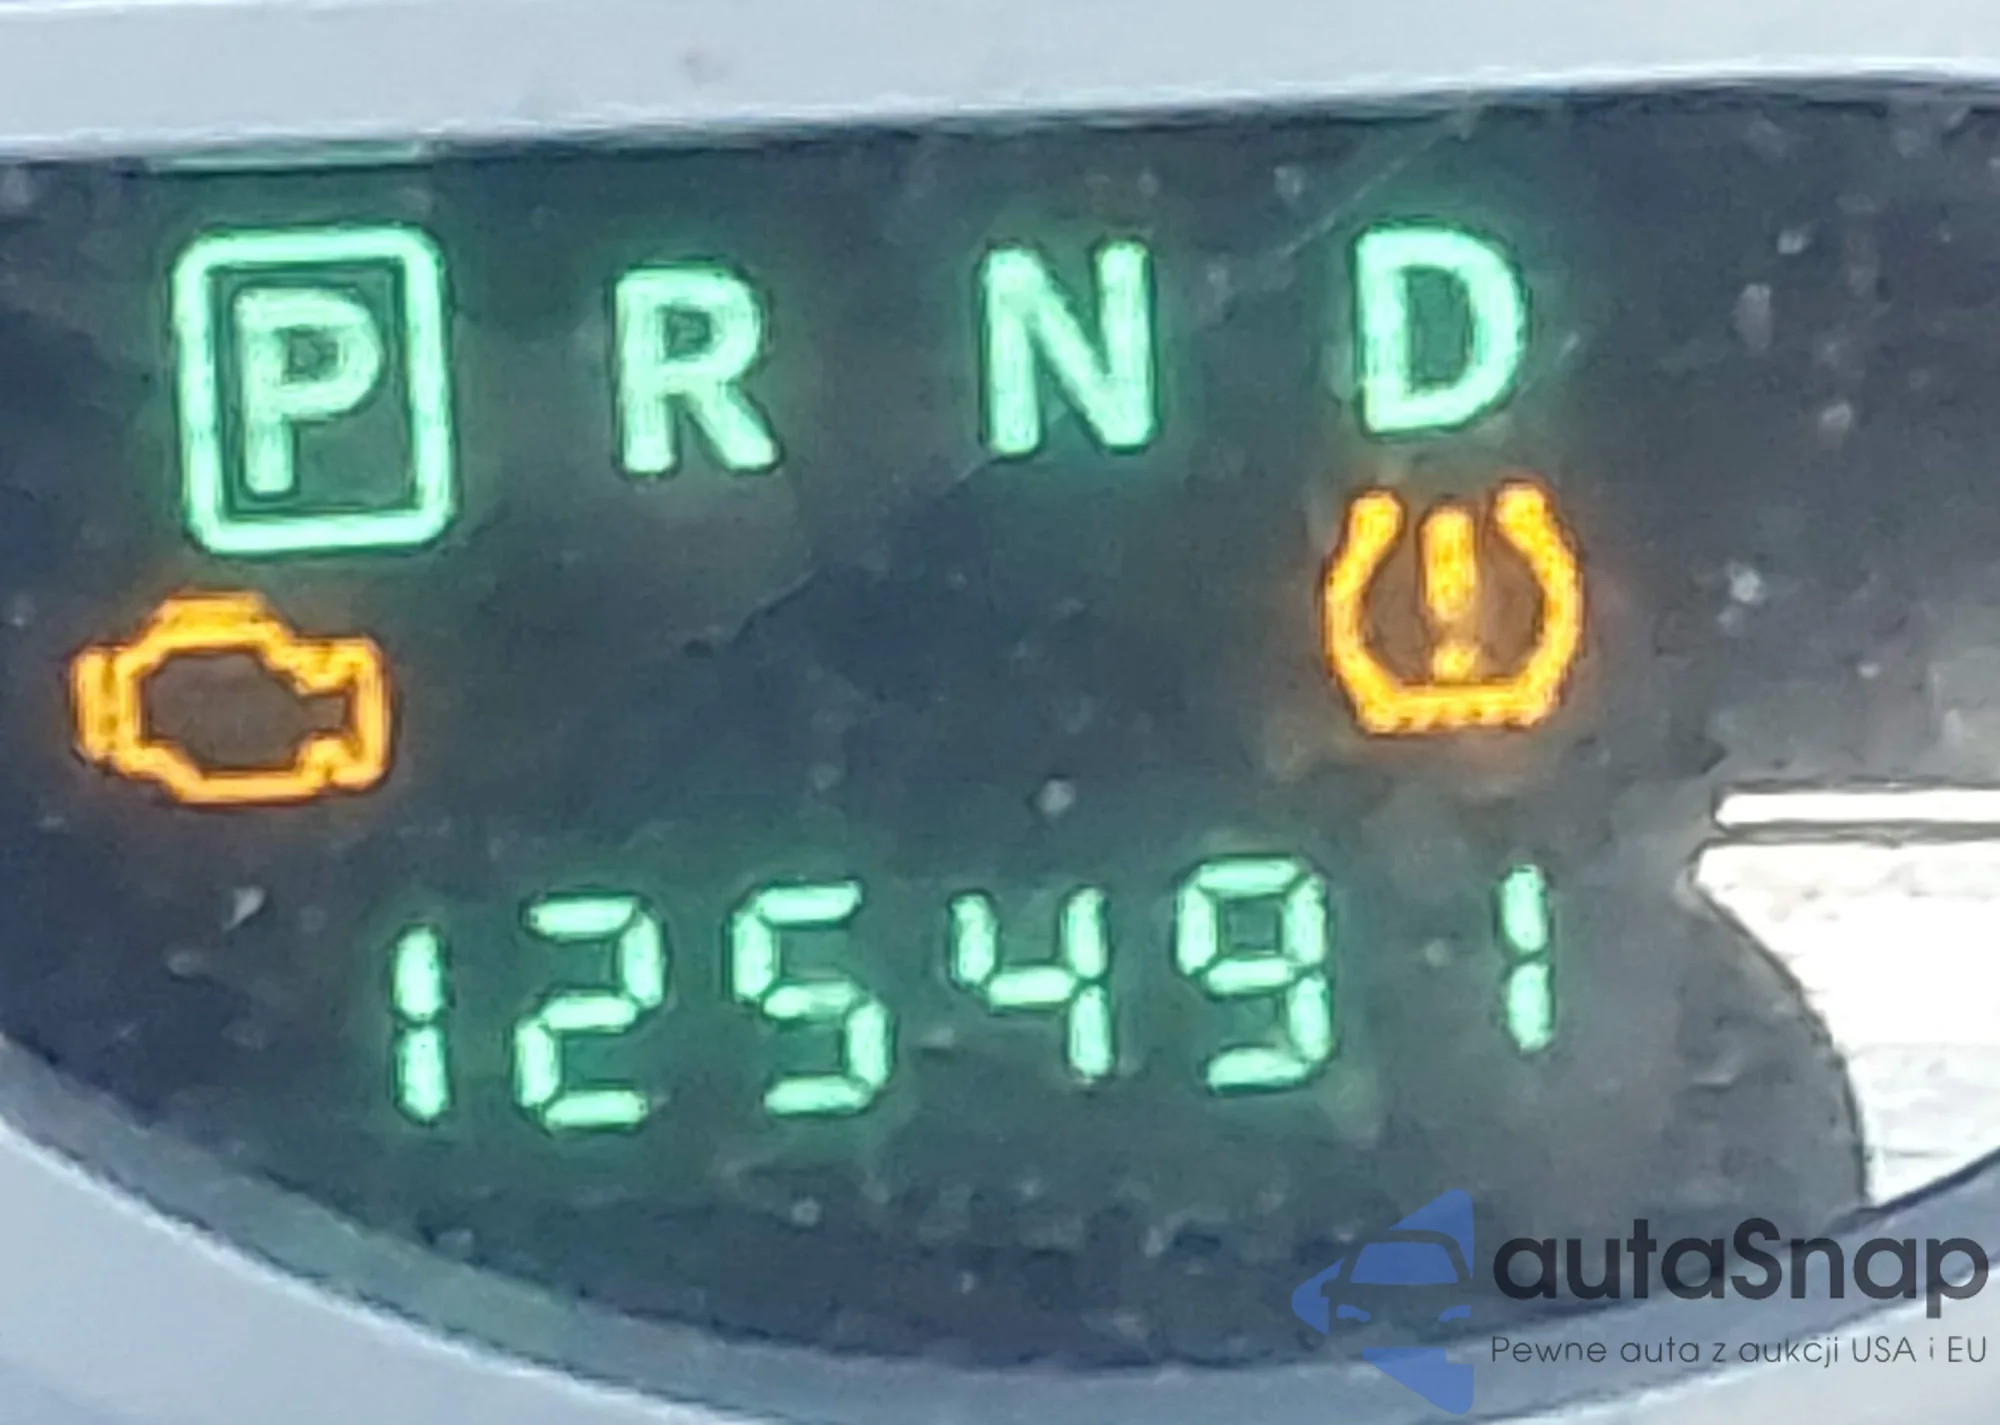 P R N D
125491
autaSnap
Pewne auta z aukcji USA i EU